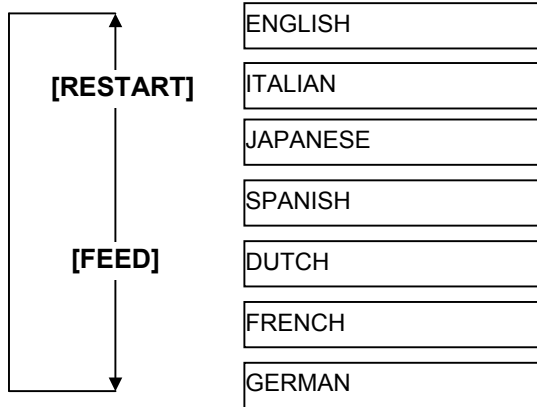 ENGLISH
[RESTART]
ITALIAN
JAPANESE
SPANISH
[FEED]
DUTCH
FRENCH
GERMAN